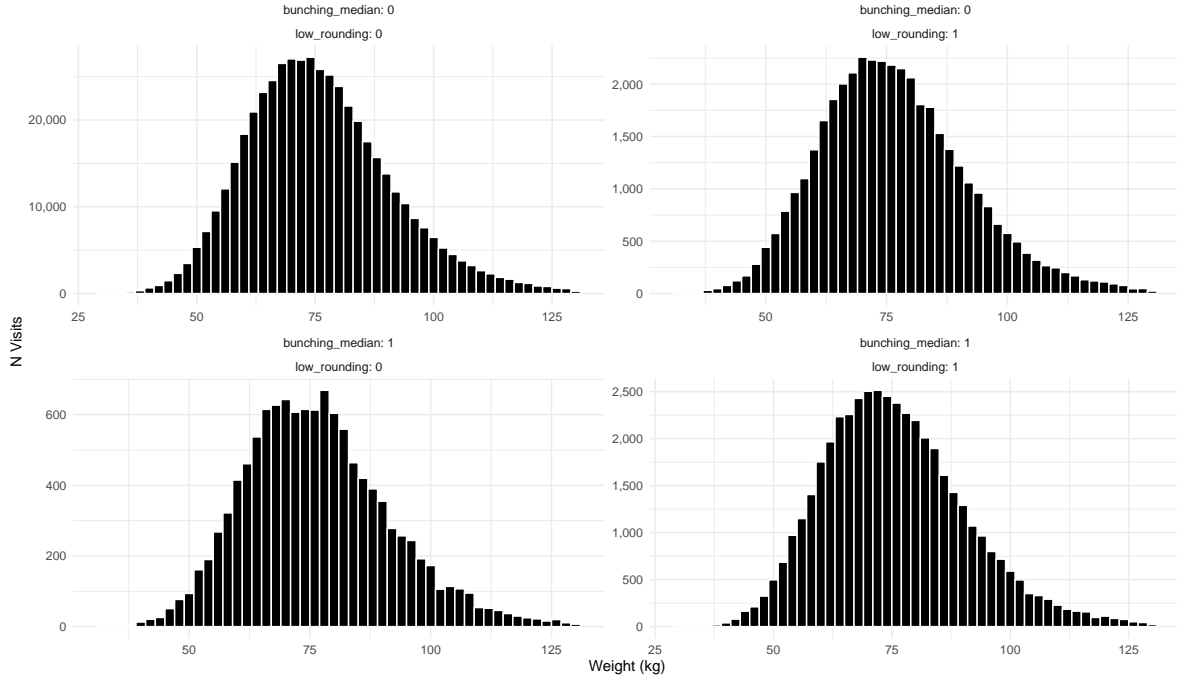 bunching_median: 0
low_rounding: 0
20,000
10,000
0
25 50 75 100 125
bunching_median: 0
low_rounding: 1
2,000
1,500
1,000
500
0
50 75 100 125
bunching_median: 1
low_rounding: 0
600
400
200
0
50 75 100 125
bunching_median: 1
low_rounding: 1
2,500
2,000
1,500
1,000
500
0
25 50 75 100 125
N Visits
Weight (kg)